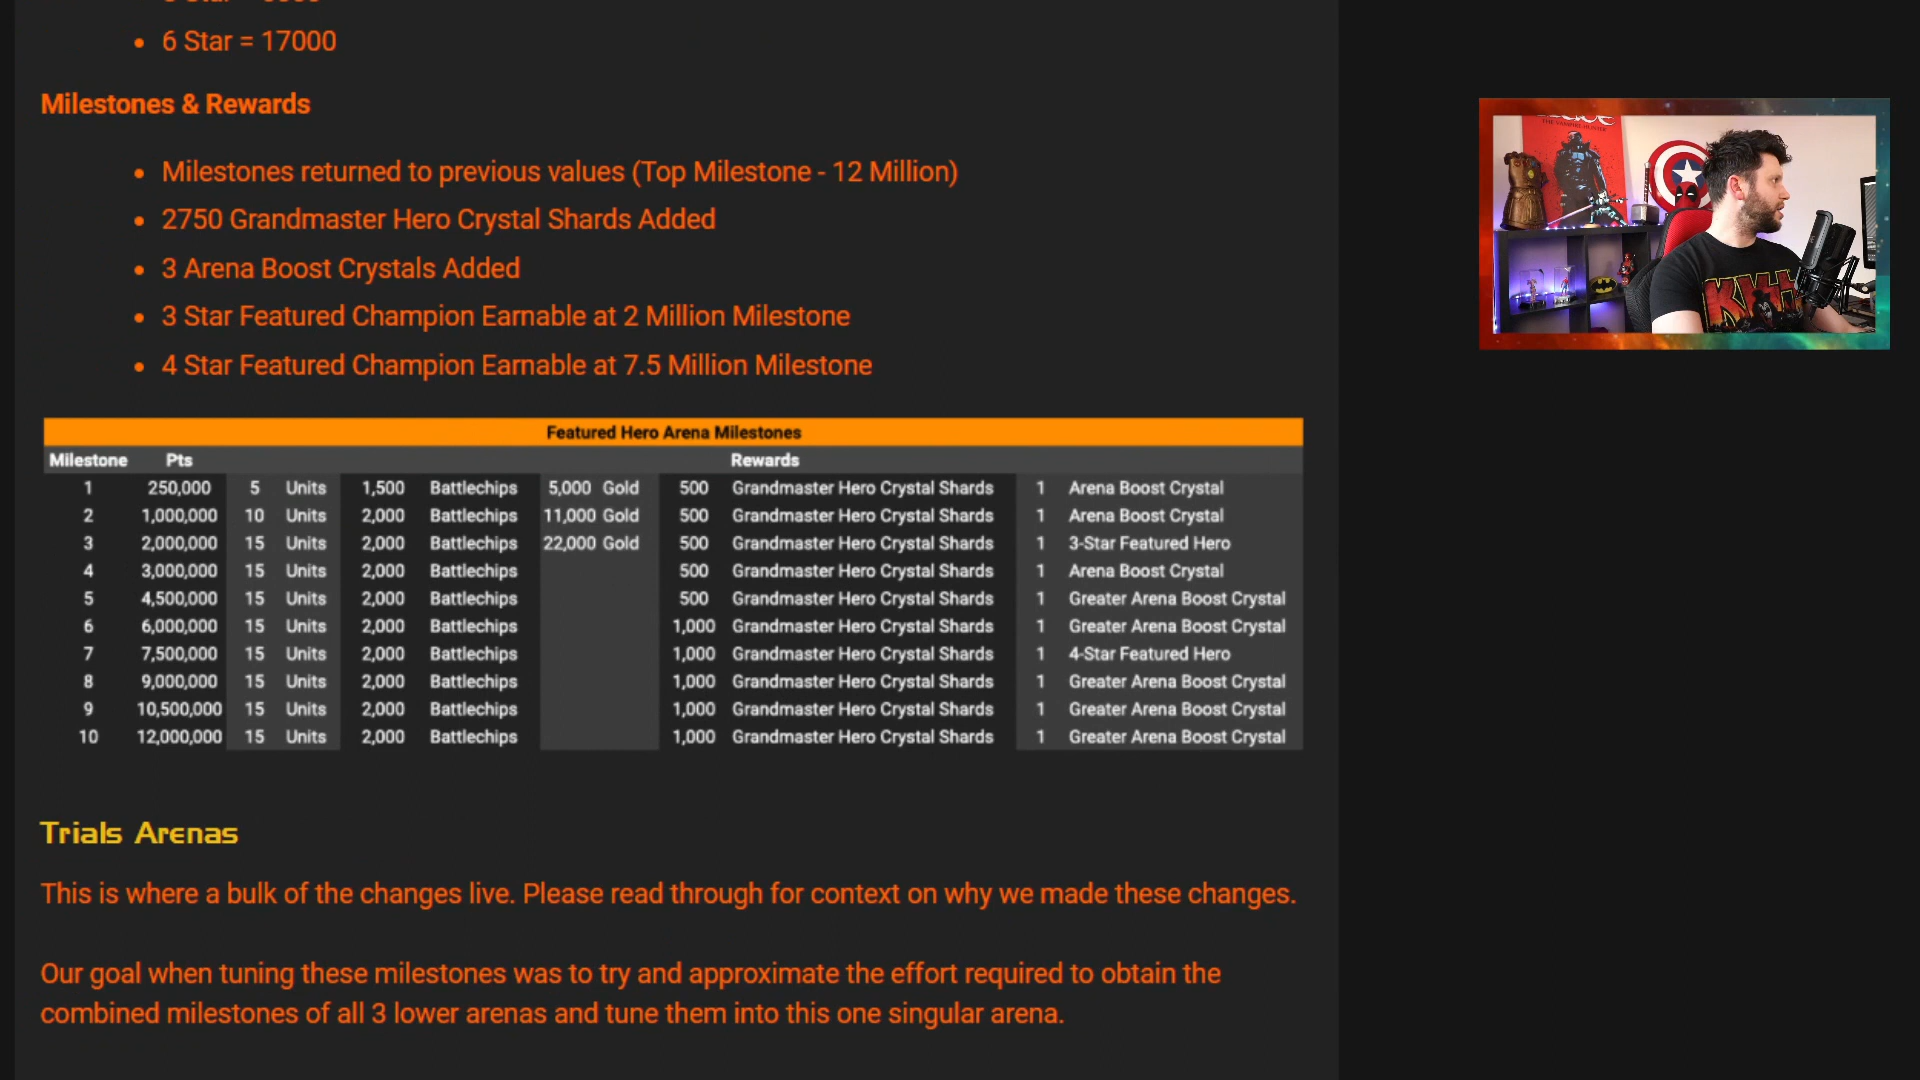 6 Star = 17000
Milestones & Rewards
Milestones returned to previous values (Top Milestone - 12 Million)
2750 Grandmaster Hero Crystal Shards Added
3 Arena Boost Crystals Added
3 Star Featured Champion Earnable at 2 Million Milestone
4 Star Featured Champion Earnable at 7.5 Million Milestone
Featured Hero Arena Milestones
Milestone Pts Rewards
1 250,000 5 Units 1,500 Battlechips 5,000 Gold 500 Grandmaster Hero Crystal Shards 1 Arena Boost Crystal
2 1,000,000 10 Units 2,000 Battlechips 11,000 Gold 500 Grandmaster Hero Crystal Shards 1 Arena Boost Crystal
3 2,000,000 15 Units 2,000 Battlechips 22,000 Gold 500 Grandmaster Hero Crystal Shards 1 3-Star Featured Hero
4 3,000,000 15 Units 2,000 Battlechips 500 Grandmaster Hero Crystal Shards 1 Arena Boost Crystal
5 4,500,000 15 Units 2,000 Battlechips 500 Grandmaster Hero Crystal Shards 1 Greater Arena Boost Crystal
6 6,000,000 15 Units 2,000 Battlechips 1,000 Grandmaster Hero Crystal Shards 1 Greater Arena Boost Crystal
7 7,500,000 15 Units 2,000 Battlechips 1,000 Grandmaster Hero Crystal Shards 1 4-Star Featured Hero
8 9,000,000 15 Units 2,000 Battlechips 1,000 Grandmaster Hero Crystal Shards 1 Greater Arena Boost Crystal
9 10,500,000 15 Units 2,000 Battlechips 1,000 Grandmaster Hero Crystal Shards 1 Greater Arena Boost Crystal
10 12,000,000 15 Units 2,000 Battlechips 1,000 Grandmaster Hero Crystal Shards 1 Greater Arena Boost Crystal
Trials Arenas
This is where a bulk of the changes live. Please read through for context on why we made these changes.
Our goal when tuning these milestones was to try and approximate the effort required to obtain the
combined milestones of all 3 lower arenas and tune them into this one singular arena.
THE VAMPIRE HUNTER